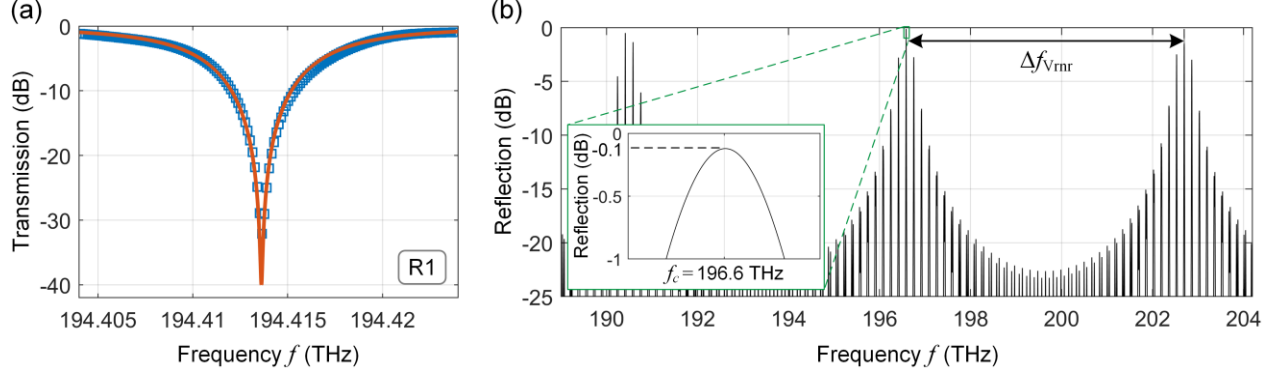 (a)
0
-10
-20
-30
-40
Transmission (dB)
R1
194.405 194.41 194.415 194.42
Frequency f (THz)
(b)
0
-5
-10
-15
-20
-25
Reflection (dB)
Δf_Vrnr
0
-0.1
-0.5
-1
Reflection (dB)
f_c = 196.6 THz
190 192 194 196 198 200 202 204
Frequency f (THz)